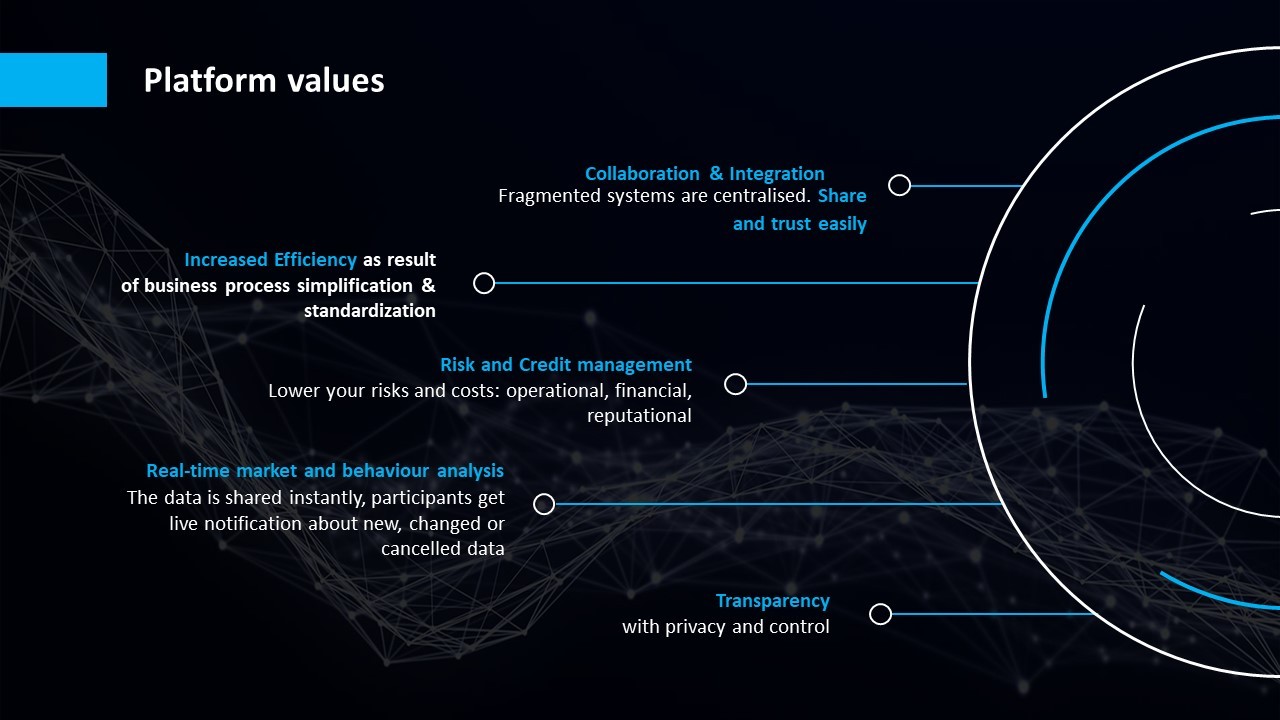 Platform values
Collaboration & Integration
Fragmented systems are centralised. Share
and trust easily
Increased Efficiency as result
of business process simplification &
standardization
Risk and Credit management
Lower your risks and costs: operational, financial,
reputational
Real-time market and behaviour analysis
The data is shared instantly, participants get
live notification about new, changed or
cancelled data
Transparency
with privacy and control